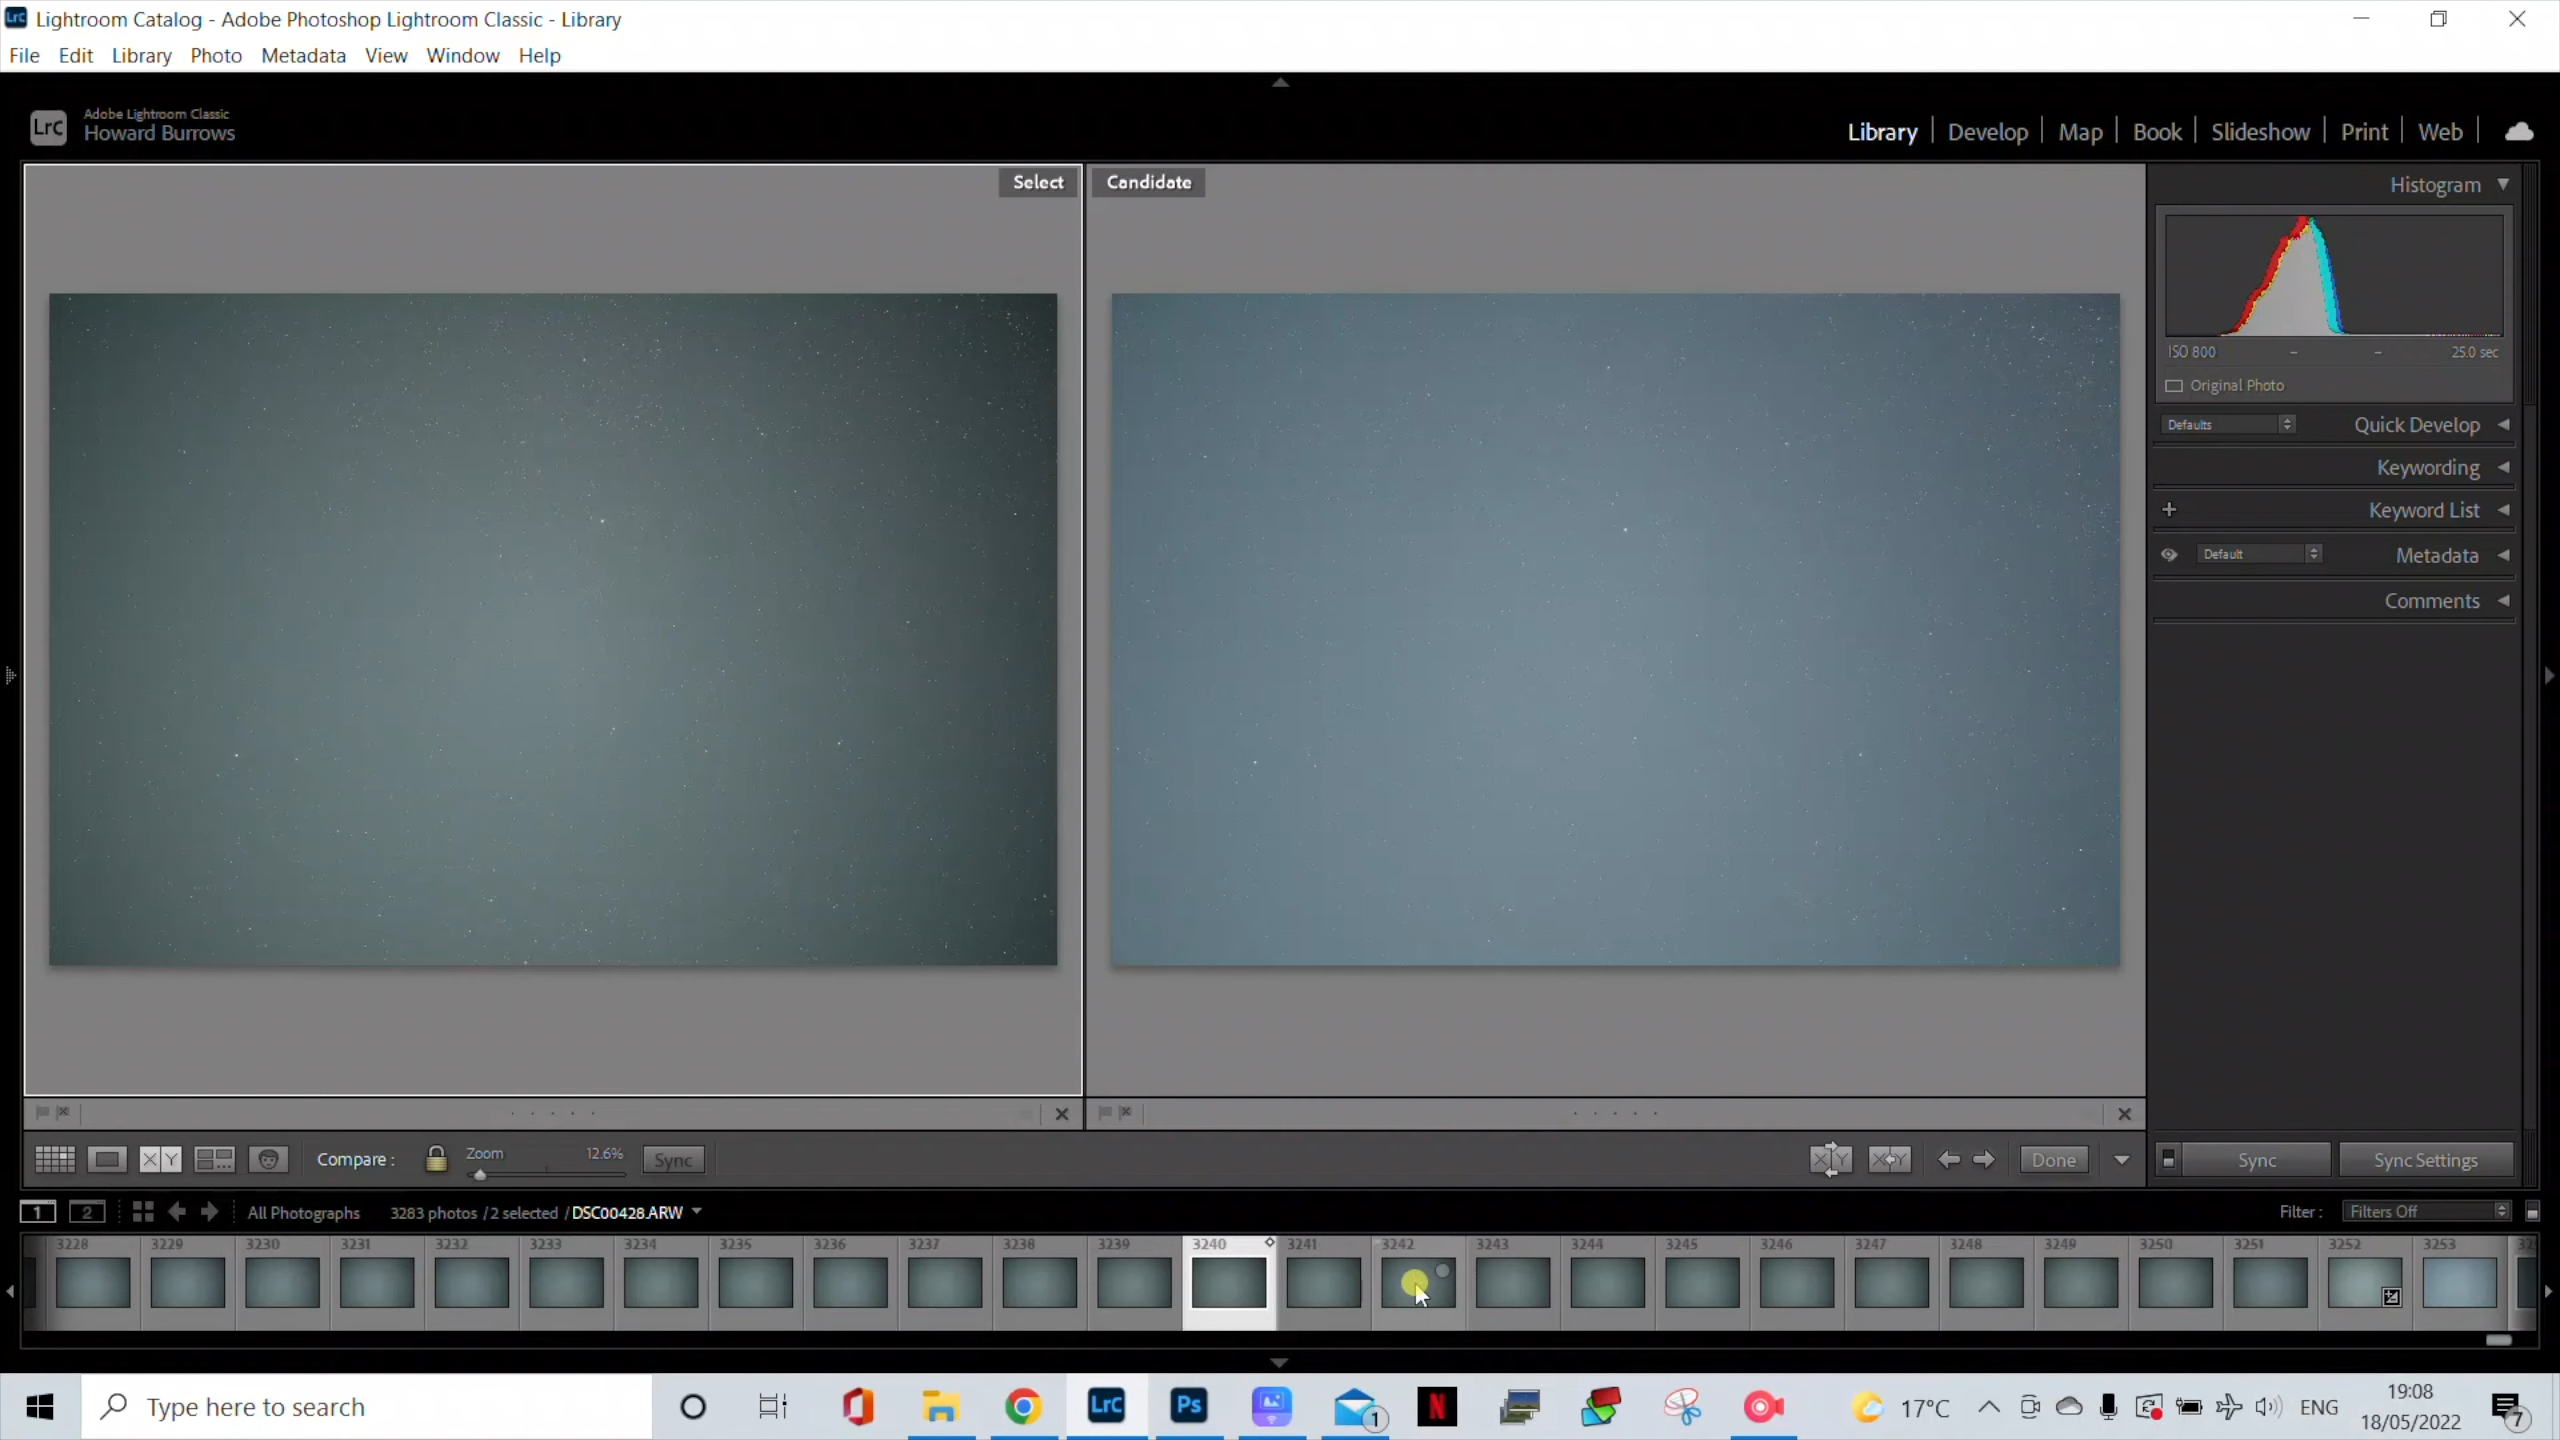 Lightroom Catalog - Adobe Photoshop Lightroom Classic - Library
File Edit Library Photo Metadata View Window Help
Adobe Lightroom Classic
LrC Howard Burrows
Library | Develop | Map | Book | Slideshow | Print | Web |
Select
Candidate
Histogram
ISO 800 – – 25.0 sec
Original Photo
Defaults Quick Develop
Keywording
+ Keyword List
Default Metadata
Comments
X Y Compare : Zoom 12.6% Sync
X Y X Y Done
Sync Sync Settings
1 2 All Photographs 3283 photos / 2 selected / DSC00428.ARW
Filter : Filters Off
3228 3229 3230 3231 3232 3233 3234 3235 3236 3237 3238 3239 3240 3241 3242 3243 3244 3245 3246 3247 3248 3249 3250 3251 3252 3253
Type here to search
LrC Ps 1 N
17°C ENG
19:08
18/05/2022
7